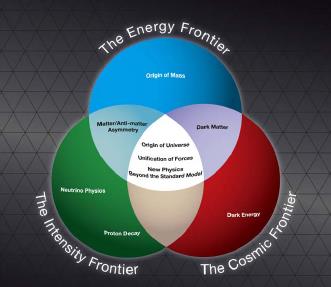 The Energy Frontier
Origin of Mass
Matter/Anti-matter
Asymmetry
Dark Matter
Origin of Universe
Unification of Forces
New Physics
Beyond the Standard Model
Neutrino Physics
Dark Energy
Proton Decay
The Intensity Frontier
The Cosmic Frontier